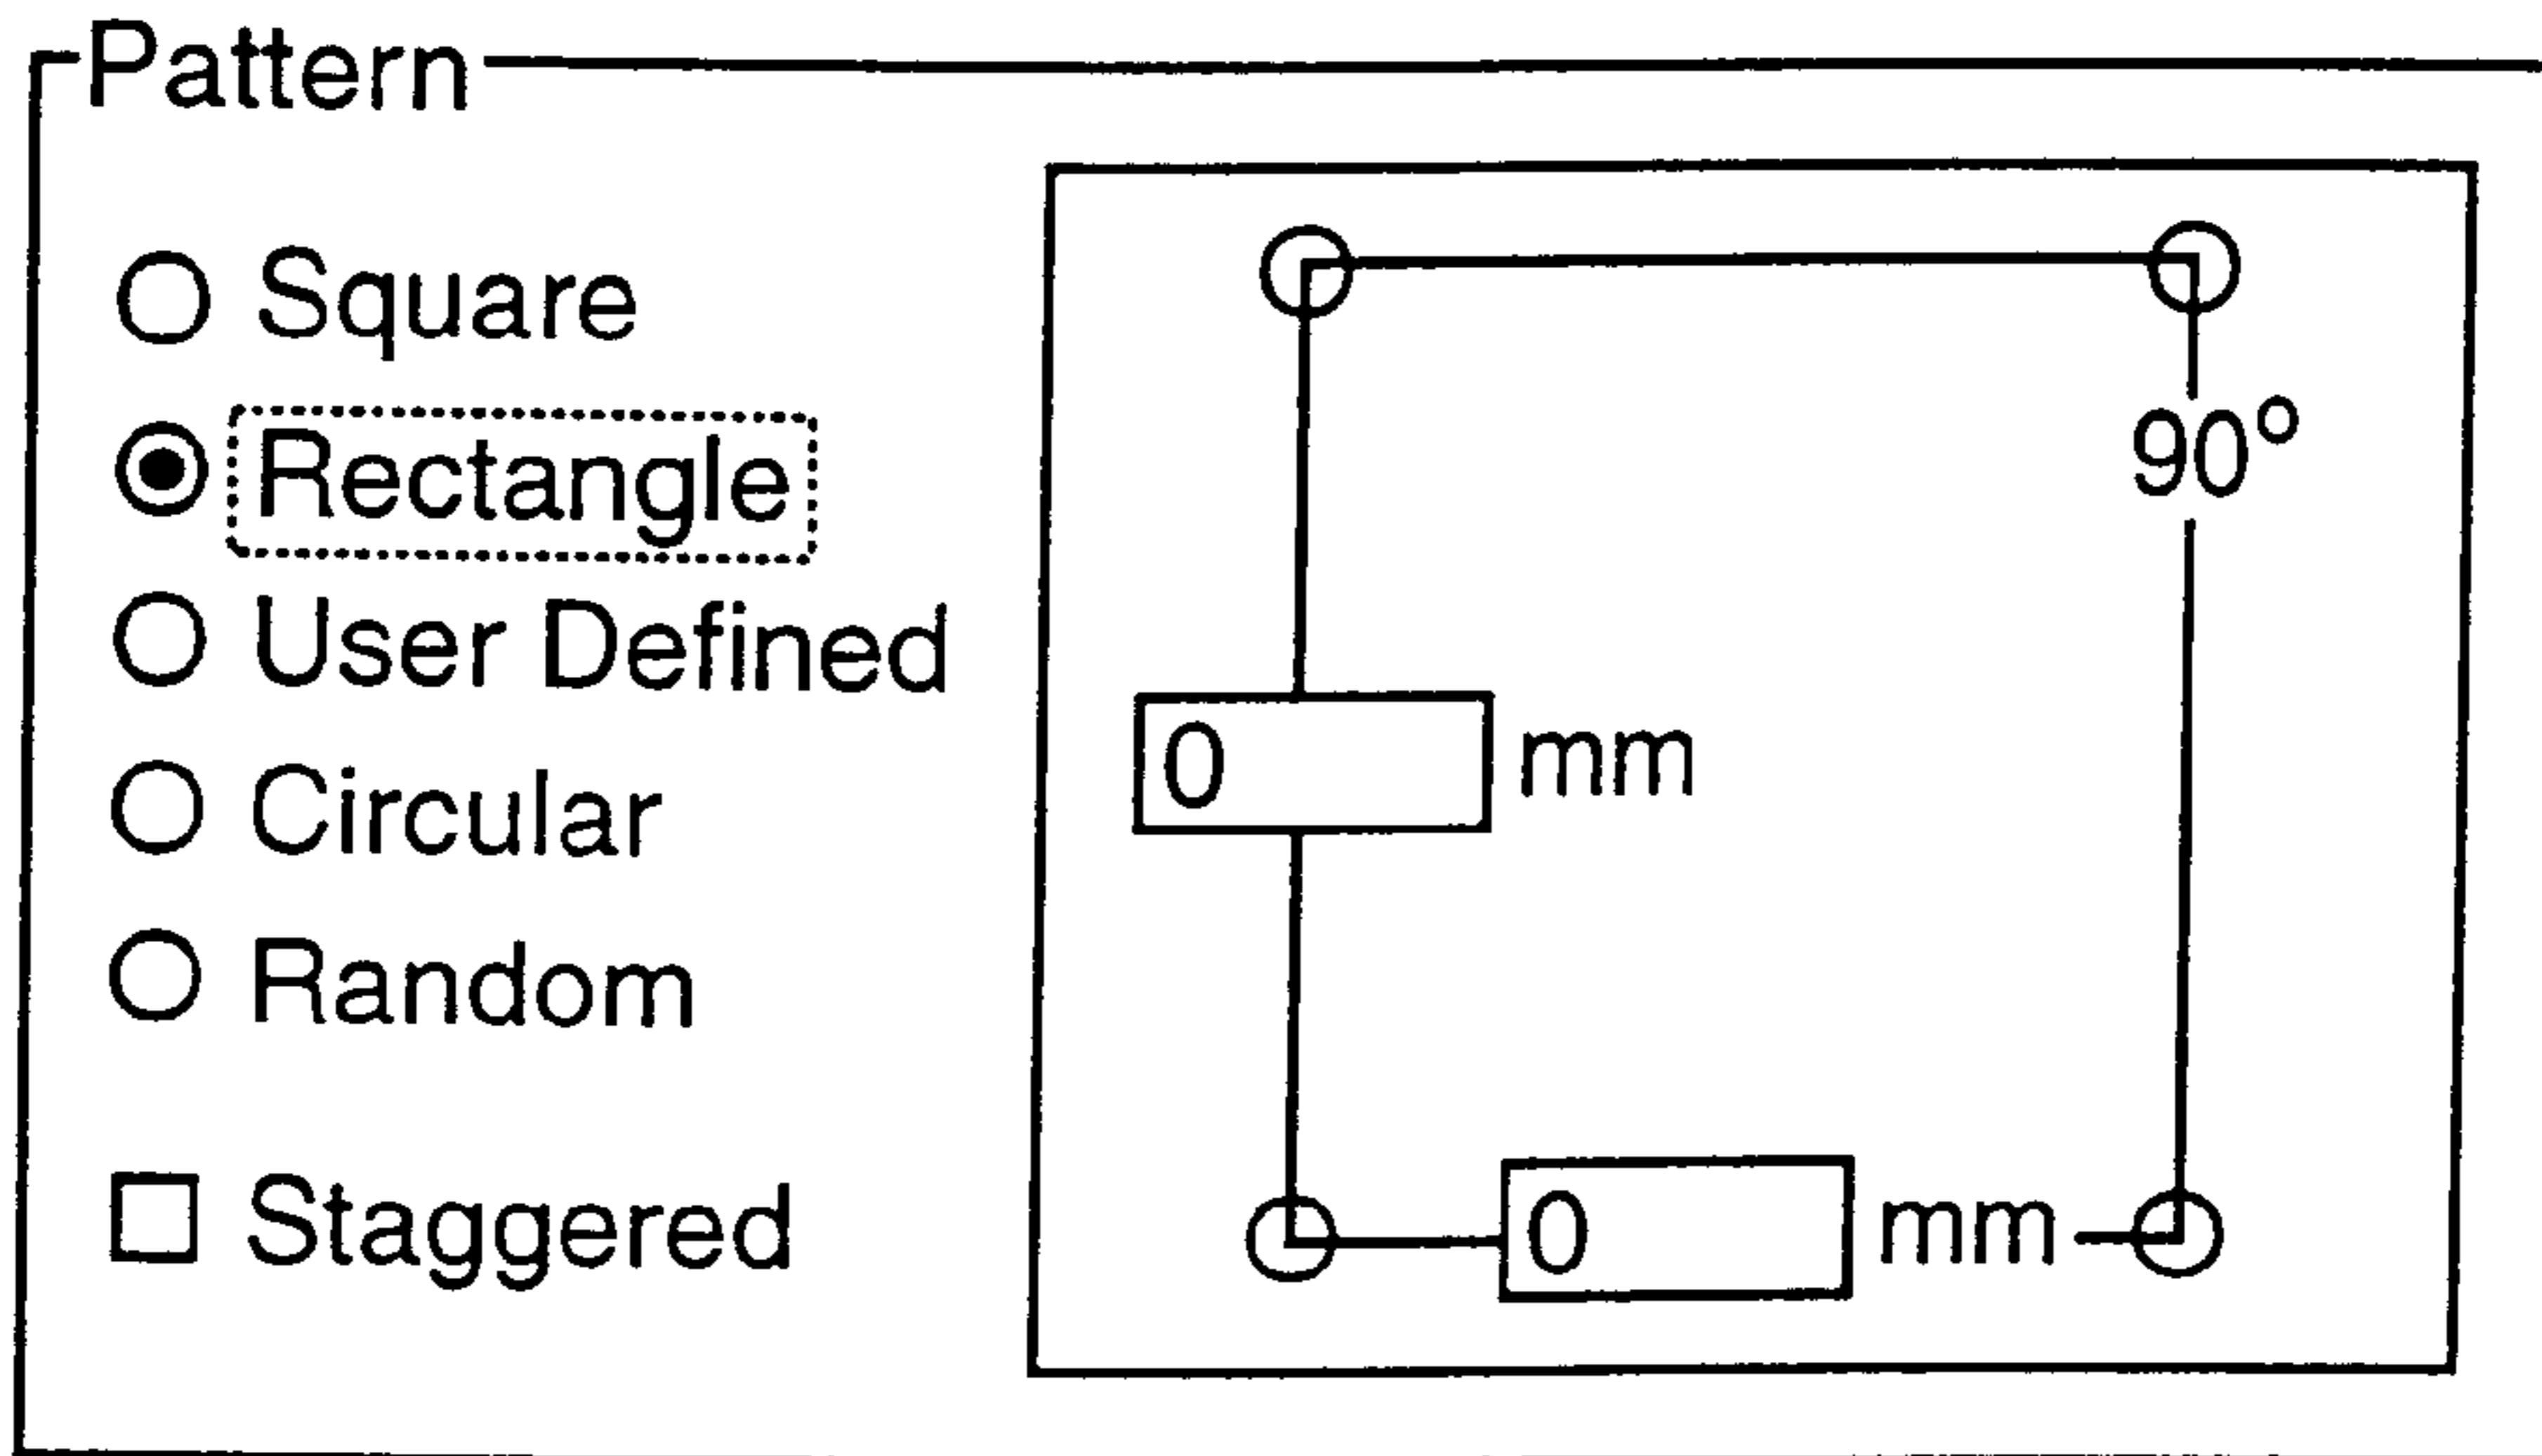 Pattern
Square
Rectangle
User Defined
Circular
Random
Staggered
90°
0 mm
0 mm